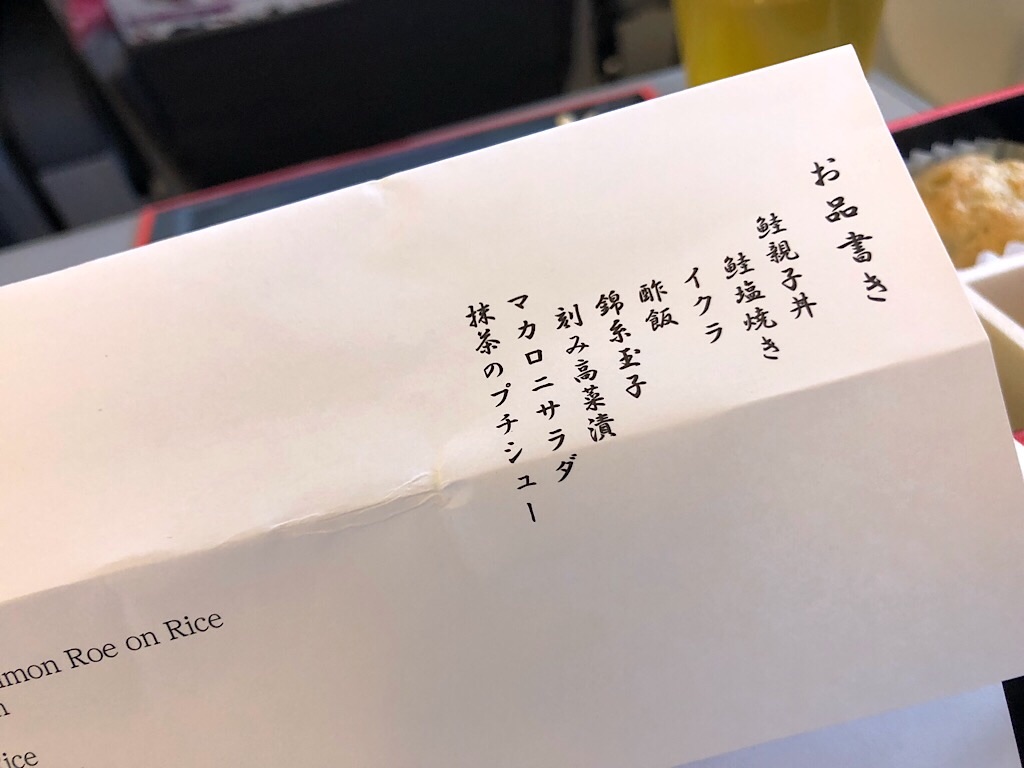 お品書き
鮭親子丼
鮭塩焼き
イクラ
酢飯
錦糸玉子
刻み高菜漬
マカロニサラダ
抹茶のプチシュー
Roe on Rice